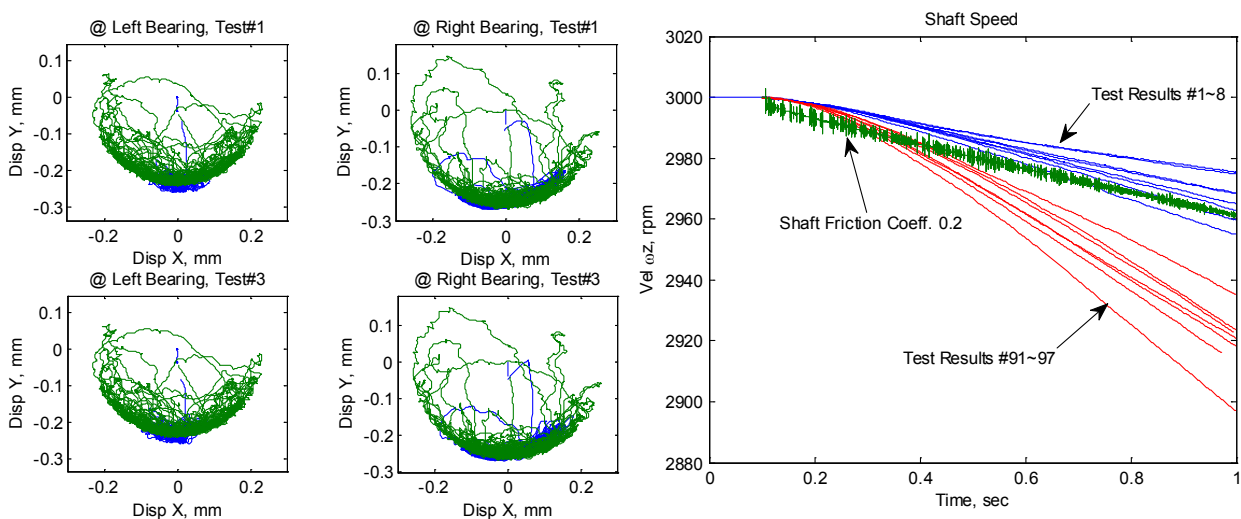 @ Left Bearing, Test#1
0.1
0
-0.1
-0.2
-0.3
Disp Y, mm
-0.2
0
0.2
Disp X, mm
@ Right Bearing, Test#1
0.1
0
-0.1
-0.2
-0.3
Disp Y, mm
-0.2
0
0.2
Disp X, mm
@ Left Bearing, Test#3
0.1
0
-0.1
-0.2
-0.3
Disp Y, mm
-0.2
0
0.2
Disp X, mm
@ Right Bearing, Test#3
0.1
0
-0.1
-0.2
-0.3
Disp Y, mm
-0.2
0
0.2
Disp X, mm
Shaft Speed
3020
3000
2980
2960
2940
2920
2900
2880
Vel ωz, rpm
Test Results #1~8
Shaft Friction Coeff. 0.2
Test Results #91~97
0
0.2
0.4
0.6
0.8
1
Time, sec